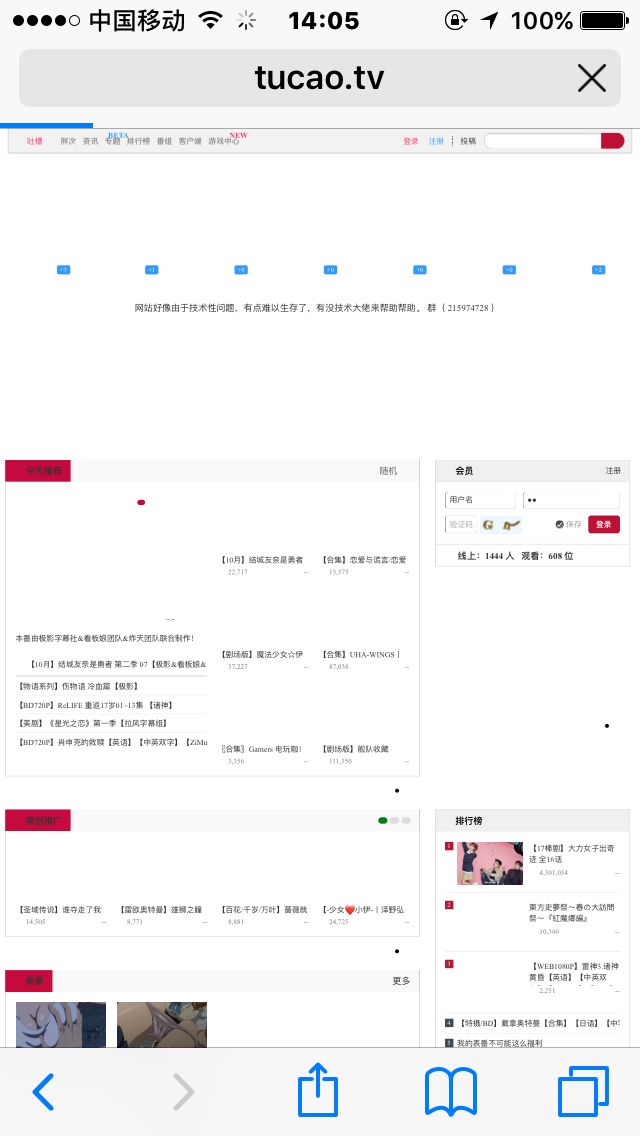 中国移动 14:05 100%
tucao.tv
BETA NEW
吐槽 群次 资讯 专题 排行榜 番组 客户端 游戏中心 登录 注册 投稿
+3 +1 +0 +0 +0 +0 +2
网站好像由于技术性问题，有点难以生存了，有没技术大佬来帮助帮助。 群（ 215974728 ）
今天推荐 随机
会员 注册
用户名
验证码 保存 登录
线上：1444 人 观看：608 位
【10月】结城友奈是勇者 【合集】恋爱与谎言/恋爱
22,717 -- 15,575 --
--:--
本番由极影字幕社&看板娘团队&炸天团队联合制作！
【10月】结城友奈是勇者 第二季 07【极影&看板娘&
【剧场版】魔法少女☆伊 【合集】UHA-WINGS丨
37,227 -- 87,038 --
【物语系列】伤物语 冷血篇【极影】
【BD720P】ReLIFE 重返17岁01~13集 【诸神】
【美剧】《星光之恋》第一季【拉风字幕组】
【BD720P】肖申克的救赎【英语】【中英双字】【ZiMu
〖合集〗Gamers 电玩咖！ 【剧场版】舰队收藏
3,356 -- 111,350 --
原创推广
【圣域传说】谁夺走了我 【雷欧奥特曼】雄狮之瞳 【百花/千岁/万叶】蔷薇就 【-少女❤️小伊-丨泽野弘
14,505 -- 8,771 -- 8,881 -- 24,725 --
排行榜
1 【17棒剧】大力女子出奇
迹 全16话
4,301,054 --
2 東方史夢祭～春の大訪問
祭～『紅魔郷編』
10,360 --
3 【WEB1080P】雷神3.诸神
黄昏【英语】【中英双
2,251 --
4 【特摄/BD】戴拿奥特曼【合集】【日语】【中
5 我的表番不可能这么福利
新番 更多